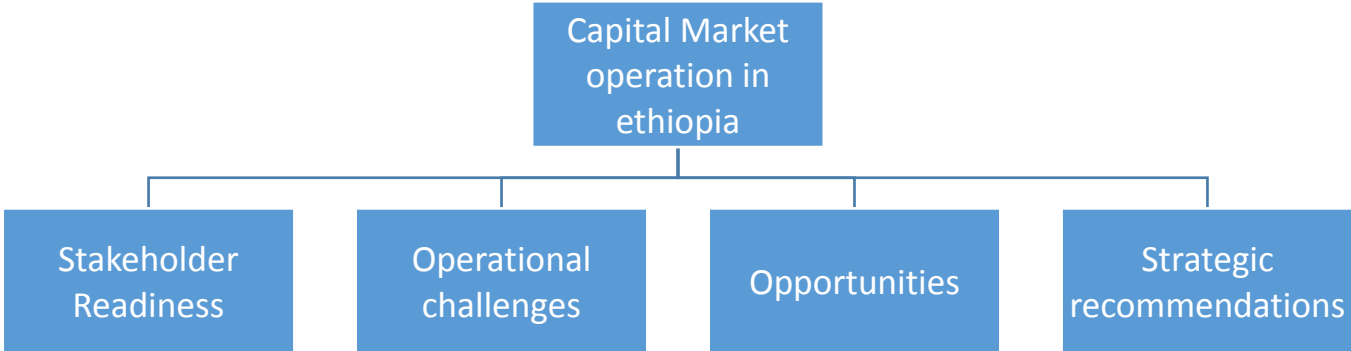 Capital Market
operation in
ethiopia
Stakeholder
Readiness
Operational
challenges
Opportunities
Strategic
recommendations